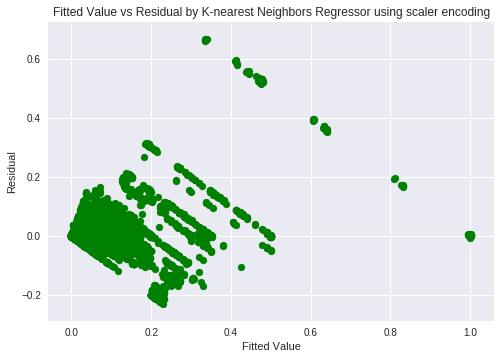 Fitted Value vs Residual by K-nearest Neighbors Regressor using scaler encoding
0.6
0.4
0.2
0.0
−0.2
Residual
0.0 0.2 0.4 0.6 0.8 1.0
Fitted Value